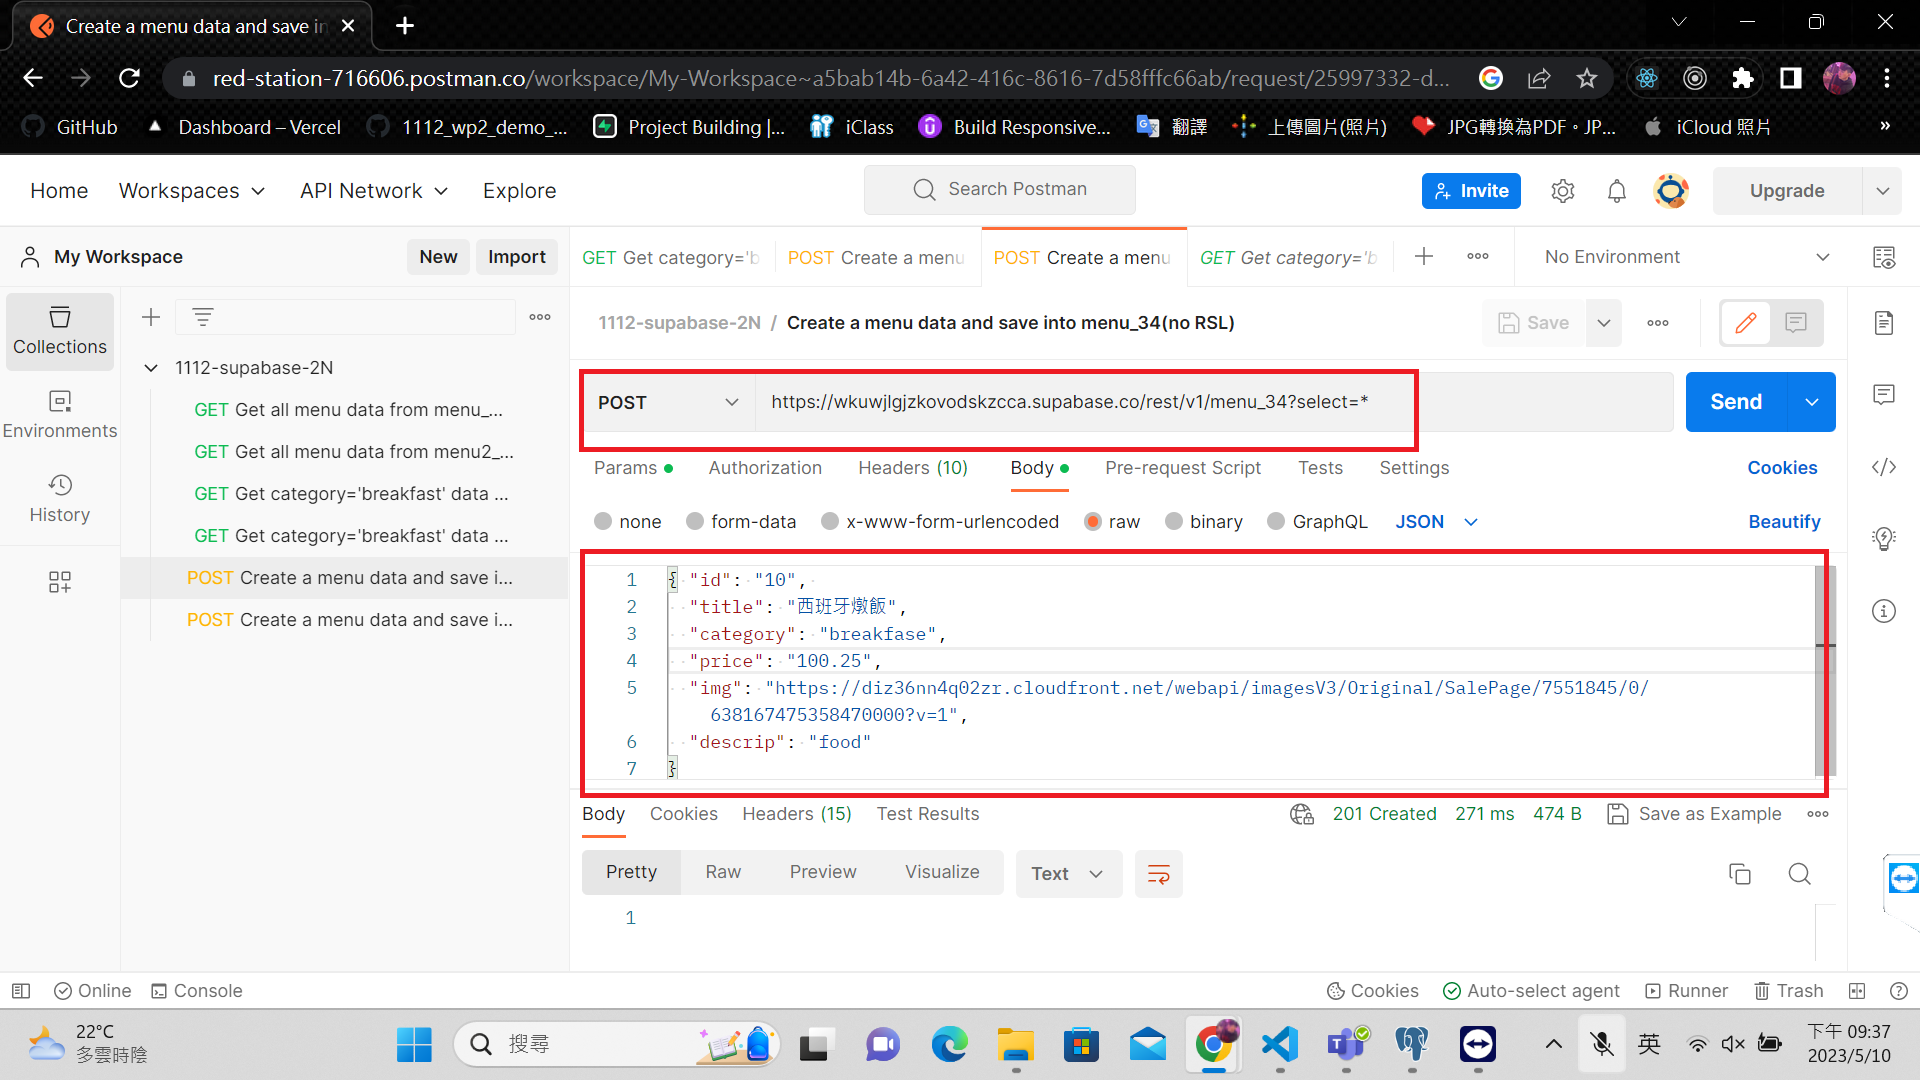 Create a menu data and save in
red-station-716606.postman.co/workspace/My-Workspace~a5bab14b-6a42-416c-8616-7d58fffc66ab/request/25997332-d...
GitHub Dashboard – Vercel 1112_wp2_demo_... Project Building |... iClass Build Responsive... 翻譯 上傳圖片(照片) JPG轉換為PDF。JP... iCloud 照片 »
Home Workspaces API Network Explore Search Postman Invite Upgrade
My Workspace New Import
GET Get category='b POST Create a menu POST Create a menu GET Get category='b No Environment
1112-supabase-2N / Create a menu data and save into menu_34(no RSL) Save
Collections
Environments
History
1112-supabase-2N
GET Get all menu data from menu_...
GET Get all menu data from menu2_...
GET Get category='breakfast' data ...
GET Get category='breakfast' data ...
POST Create a menu data and save i...
POST Create a menu data and save i...
POST https://wkuwjlgjzkovodskzcca.supabase.co/rest/v1/menu_34?select=* Send
Params Authorization Headers (10) Body Pre-request Script Tests Settings Cookies
none form-data x-www-form-urlencoded raw binary GraphQL JSON Beautify
1 { "id": "10",
2 "title": "西班牙燉飯",
3 "category": "breakfase",
4 "price": "100.25",
5 "img": "https://diz36nn4q02zr.cloudfront.net/webapi/imagesV3/Original/SalePage/7551845/0/
638167475358470000?v=1",
6 "descrip": "food"
7 }
Body Cookies Headers (15) Test Results 201 Created 271 ms 474 B Save as Example
Pretty Raw Preview Visualize Text
1
Online Console Cookies Auto-select agent Runner Trash
22°C
多雲時陰
搜尋
英
下午 09:37
2023/5/10